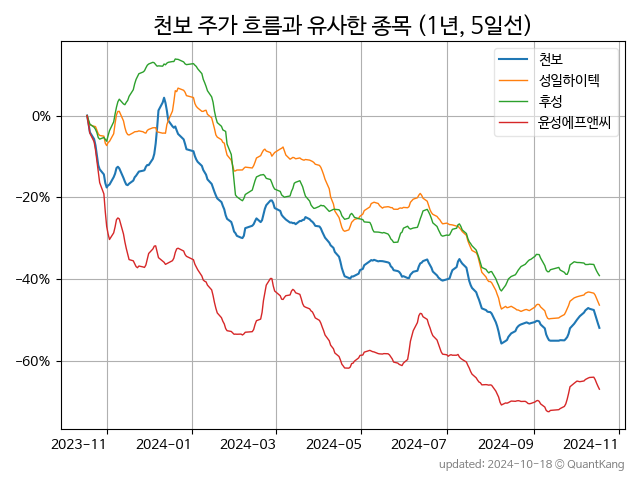 천보 주가 흐름과 유사한 종목 (1년, 5일선)
천보
성일하이텍
후성
윤성에프앤씨
0%
−20%
−40%
−60%
2023-11 2024-01 2024-03 2024-05 2024-07 2024-09 2024-11
updated: 2024-10-18 © QuantKang